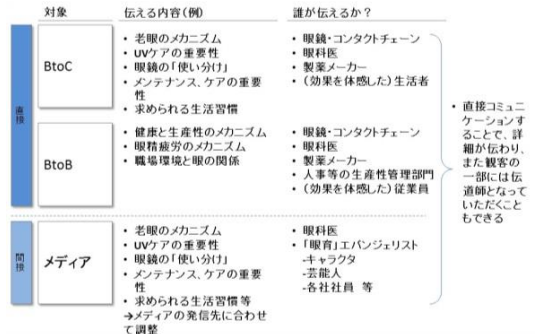 対象
伝える内容（例）
誰が伝えるか？
直接
BtoC
• 老眼のメカニズム
• UVケアの重要性
• 眼鏡の「使い分け」
• メンテナンス、ケアの重要
性
• 求められる生活習慣
• 眼鏡・コンタクトチェーン
• 眼科医
• 製薬メーカー
• （効果を体感した）生活者
BtoB
• 健康と生産性のメカニズム
• 眼精疲労のメカニズム
• 職場環境と眼の関係
• 眼鏡・コンタクトチェーン
• 眼科医
• 製薬メーカー
• 人事等の生産性管理部門
• （効果を体感した）従業員
• 直接コミュニ
ケーションす
ることで、詳
細が伝わり、
また観客の
一部には伝
道師となって
いただくこと
もできる
間接
メディア
• 老眼のメカニズム
• UVケアの重要性
• 眼鏡の「使い分け」
• メンテナンス、ケアの重要
性
• 求められる生活習慣等
→メディアの発信先に合わせ
て調整
• 眼科医
• 「眼育」エバンジェリスト
-キャラクタ
-芸能人
-各社社員 等